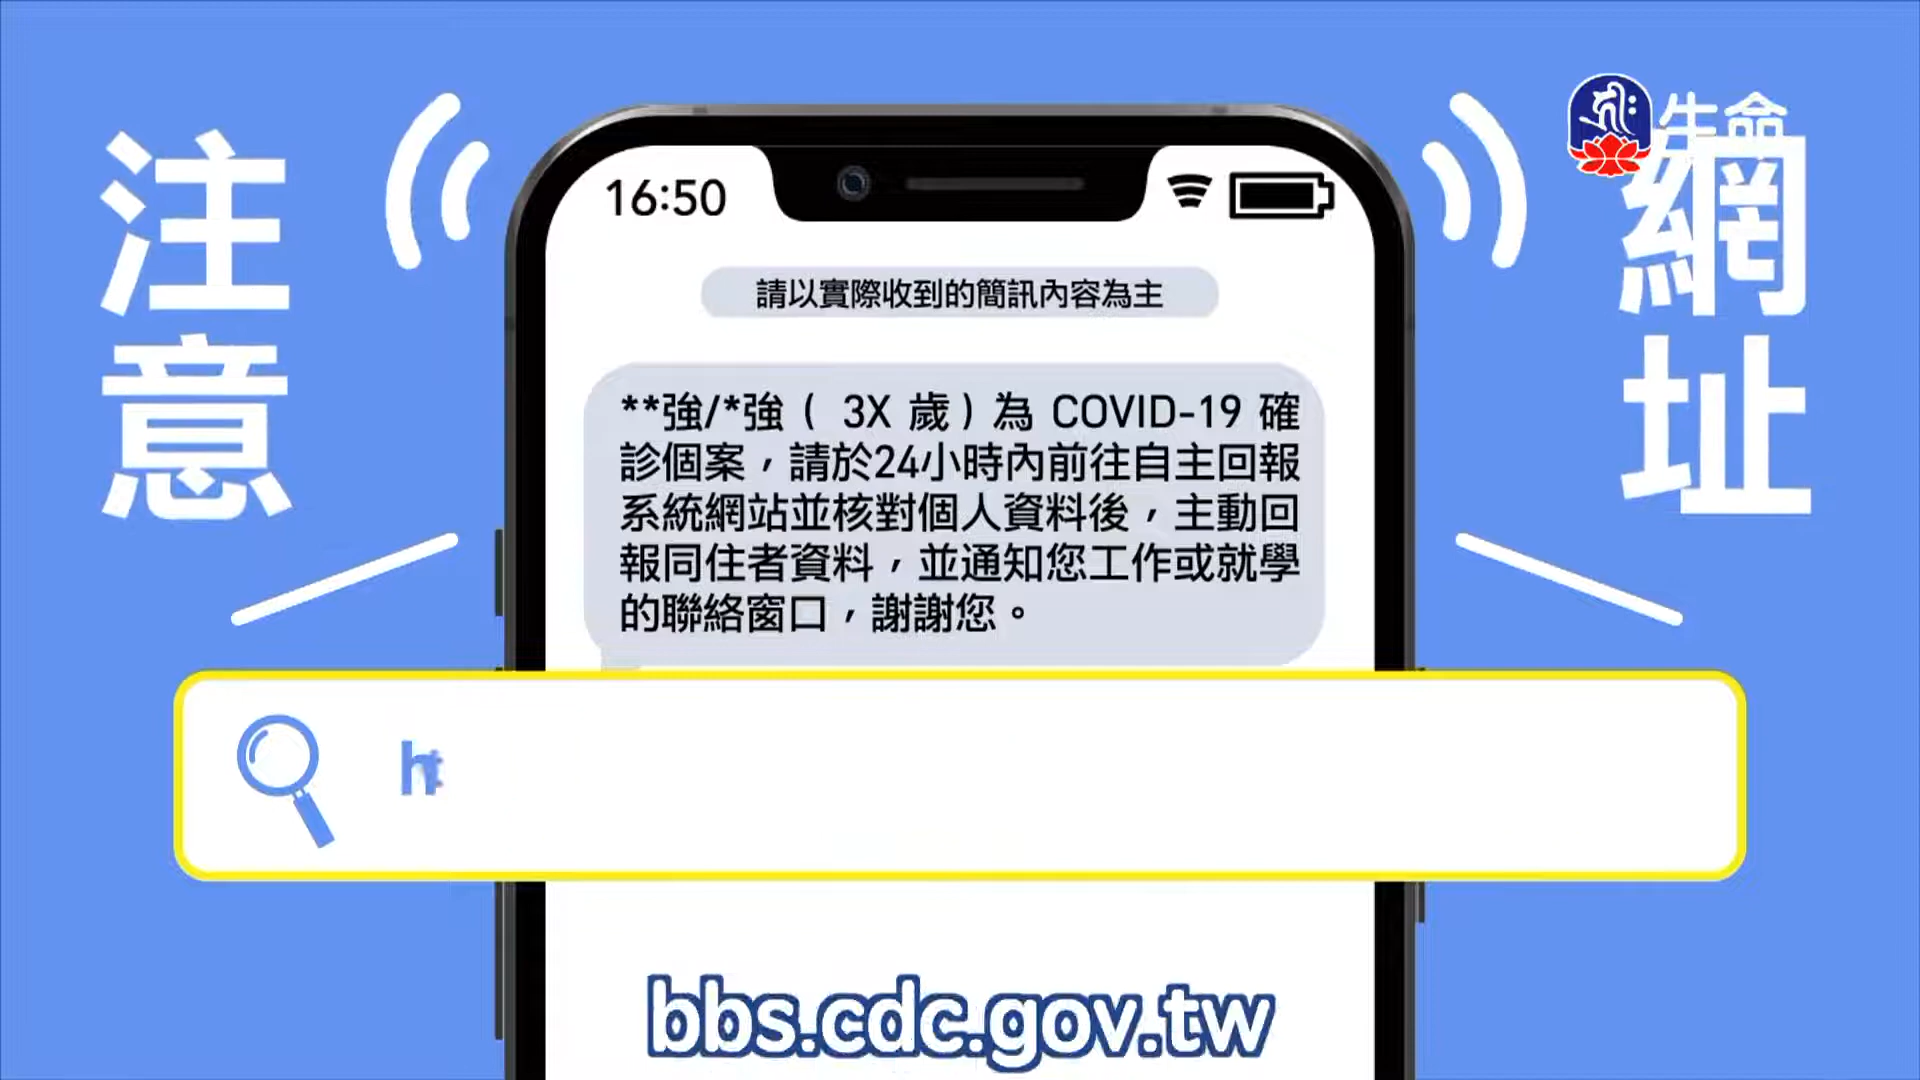 注意
網址
生命
16:50
請以實際收到的簡訊內容為主
**強/*強（ 3X 歲）為 COVID-19 確
診個案，請於24小時內前往自主回報
系統網站並核對個人資料後，主動回
報同住者資料，並通知您工作或就學
的聯絡窗口，謝謝您。
ht
bbs.cdc.gov.tw